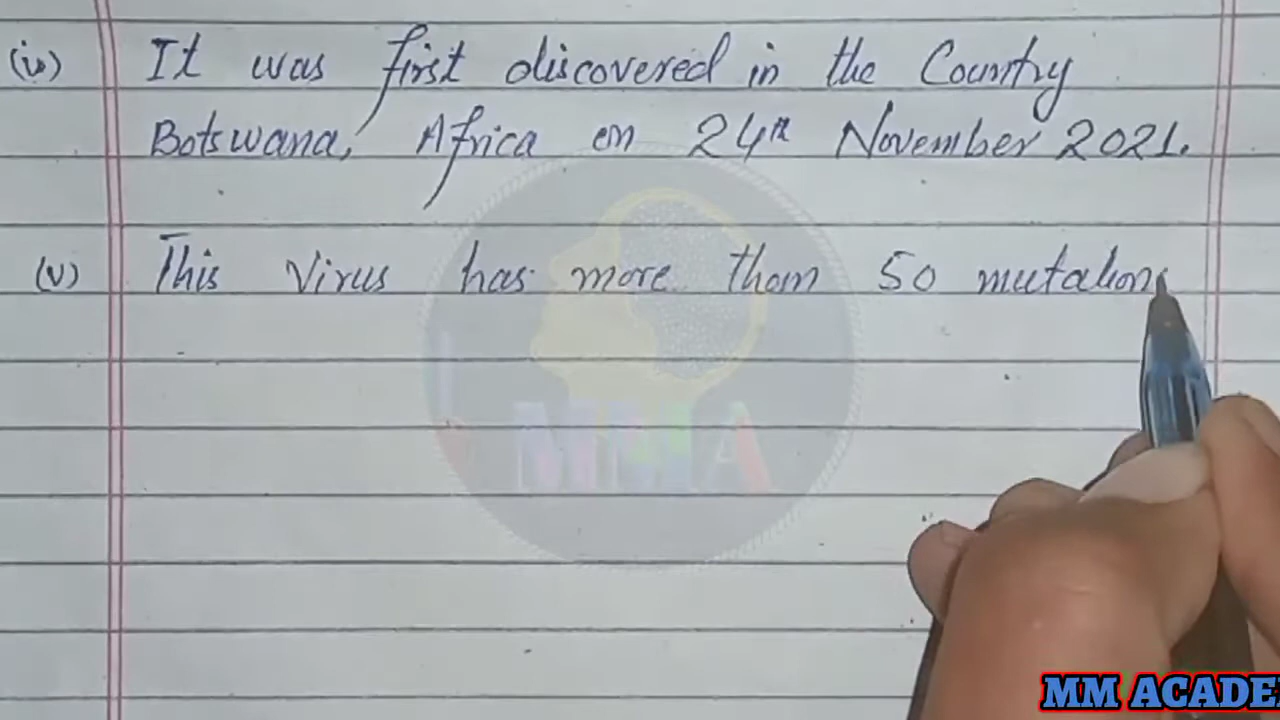 (iv) It was first discovered in the Country
Botswana, Africa on 24th November 2021.
(v) This Virus has more than 50 mutations
MMA
MM ACADE